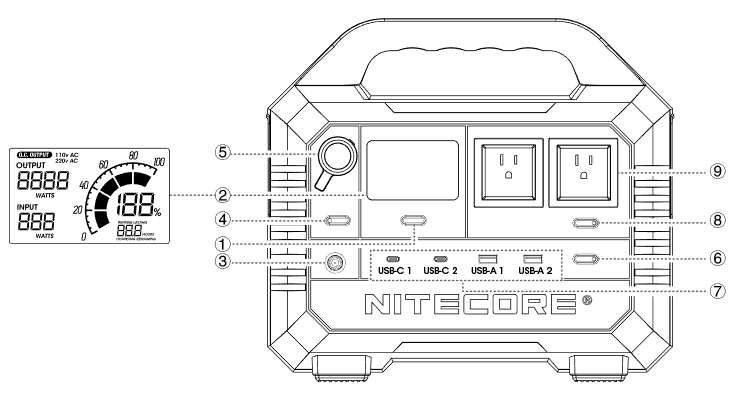 D.C. OUTPUT 110v AC
220v AC
OUTPUT
8888
WATTS
INPUT
888
WATTS
0
20
40
60
80
100
188%
888 HOURS
⑤
②
④
①
③
⑨
⑧
⑥
⑦
USB-C 1 USB-C 2 USB-A 1 USB-A 2
NITECORE®